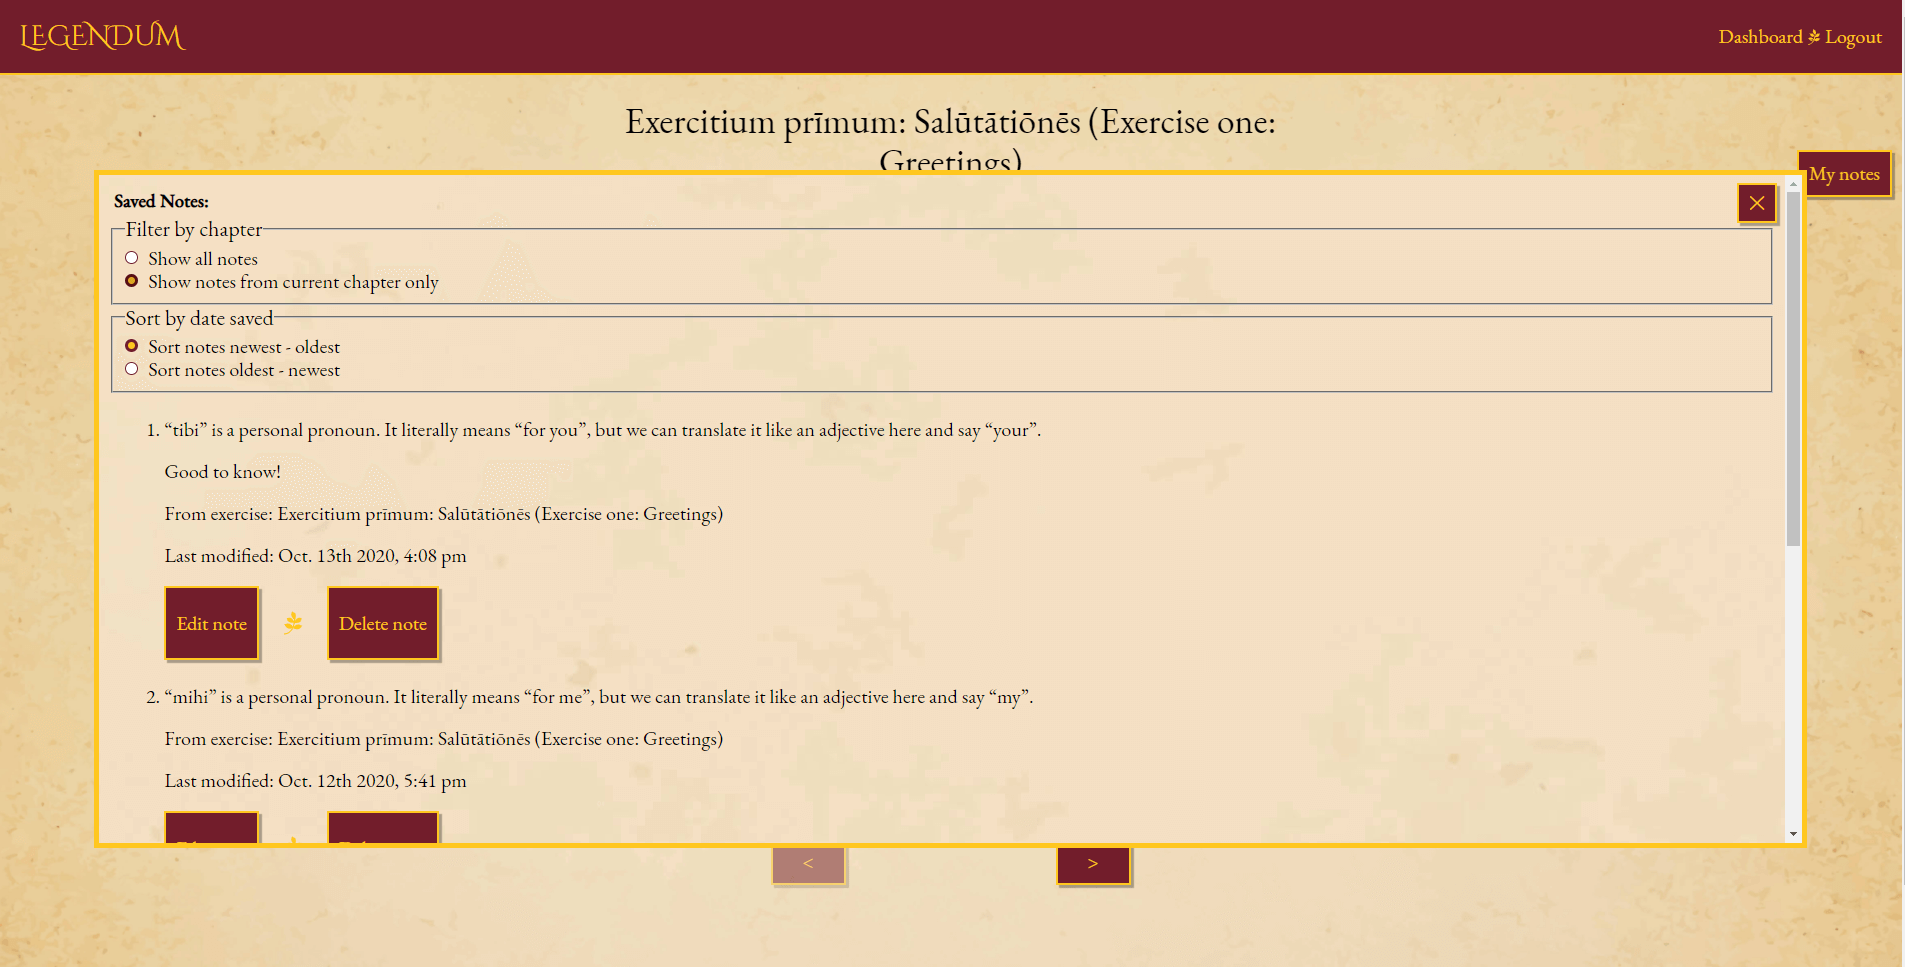 LEGENDUM
Dashboard Logout
Exercitium prīmum: Salūtātiōnēs (Exercise one:
Greetings)
My notes
Saved Notes:
Filter by chapter
Show all notes
Show notes from current chapter only
Sort by date saved
Sort notes newest - oldest
Sort notes oldest - newest
1. “tibi” is a personal pronoun. It literally means “for you”, but we can translate it like an adjective here and say “your”.
Good to know!
From exercise: Exercitium prīmum: Salūtātiōnēs (Exercise one: Greetings)
Last modified: Oct. 13th 2020, 4:08 pm
Edit note Delete note
2. “mihi” is a personal pronoun. It literally means “for me”, but we can translate it like an adjective here and say “my”.
From exercise: Exercitium prīmum: Salūtātiōnēs (Exercise one: Greetings)
Last modified: Oct. 12th 2020, 5:41 pm
< >